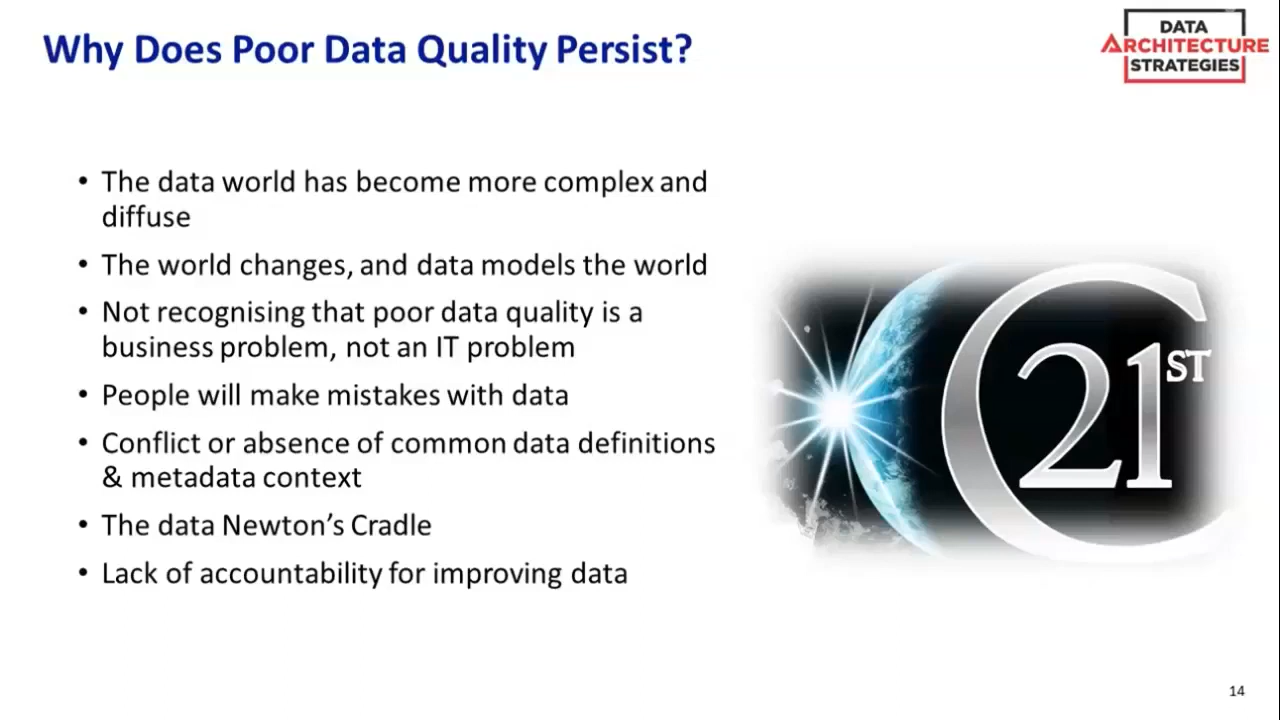 Why Does Poor Data Quality Persist?
DATA
ARCHITECTURE
STRATEGIES
• The data world has become more complex and
diffuse
• The world changes, and data models the world
• Not recognising that poor data quality is a
business problem, not an IT problem
• People will make mistakes with data
• Conflict or absence of common data definitions
& metadata context
• The data Newton’s Cradle
• Lack of accountability for improving data
C
21ST
14